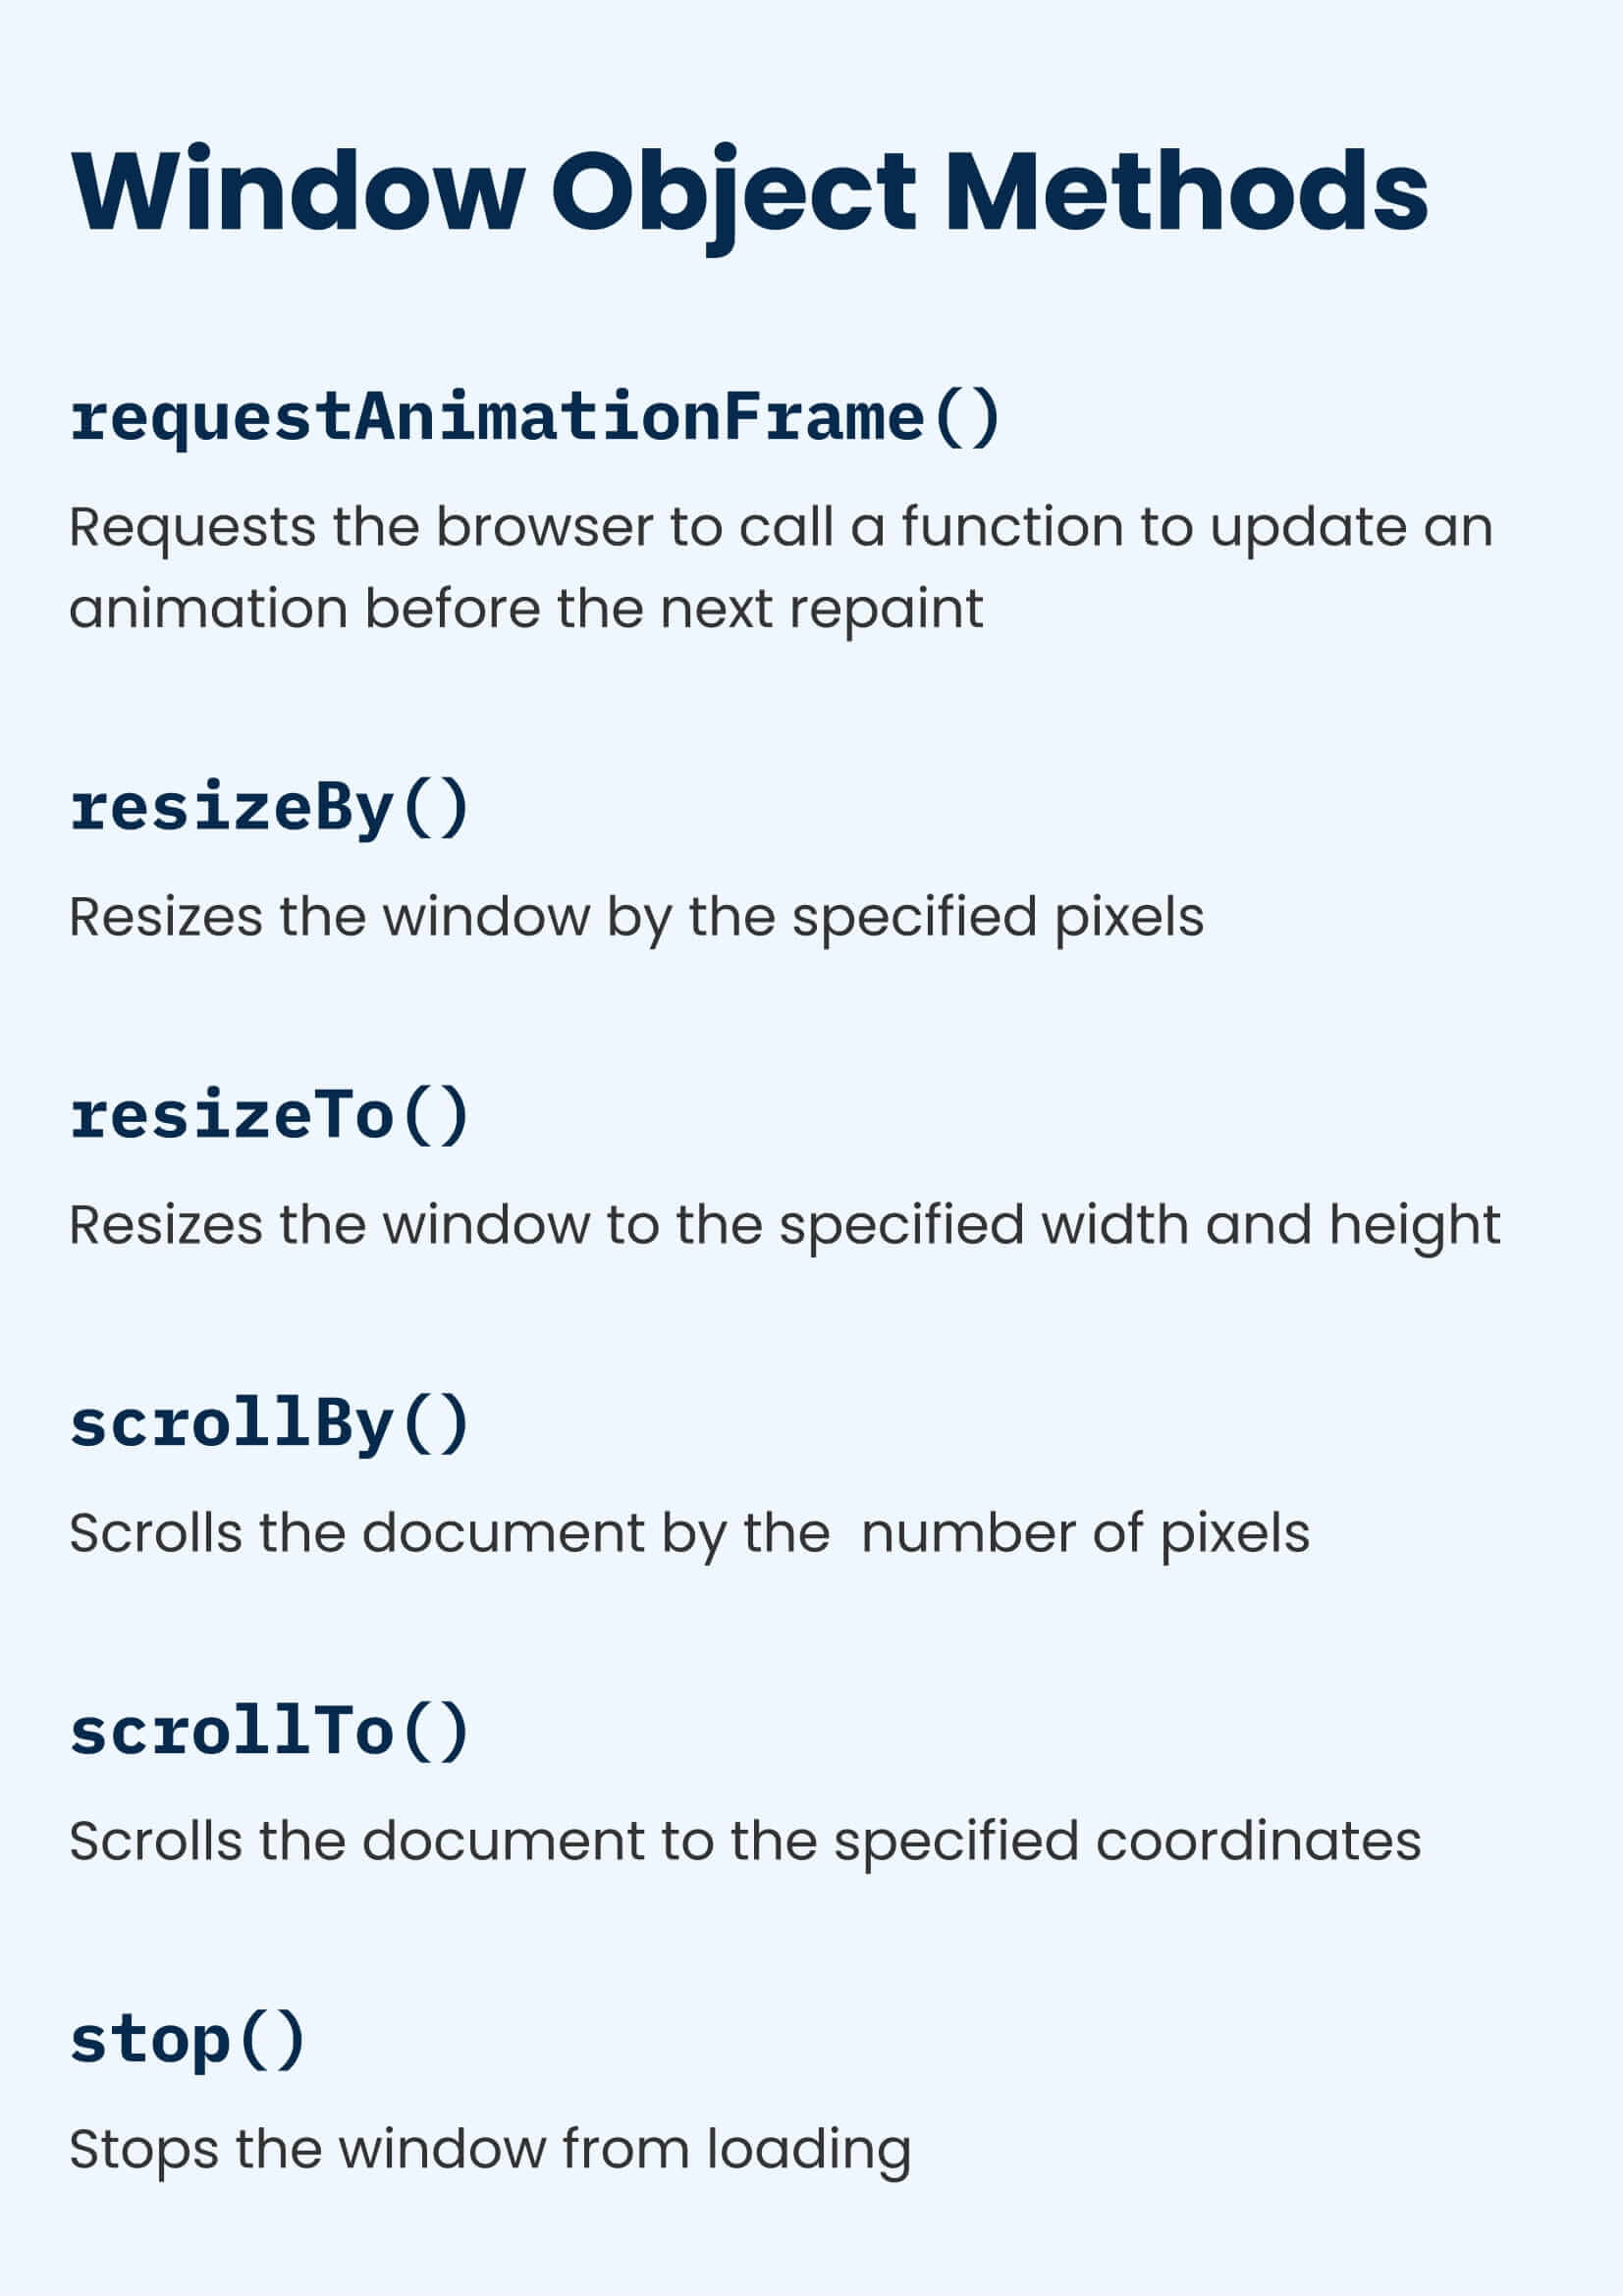 Window Object Methods
requestAnimationFrame()
Requests the browser to call a function to update an
animation before the next repaint
resizeBy()
Resizes the window by the specified pixels
resizeTo()
Resizes the window to the specified width and height
scrollBy()
Scrolls the document by the  number of pixels
scrollTo()
Scrolls the document to the specified coordinates
stop()
Stops the window from loading